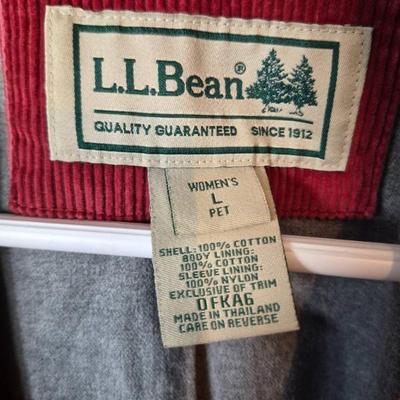 L.L.Bean®
QUALITY GUARANTEED SINCE 1912
WOMEN'S
L
PET
SHELL: 100% COTTON
BODY LINING:
100% COTTON
SLEEVE LINING:
100% NYLON
EXCLUSIVE OF TRIM
0FKA6
MADE IN THAILAND
CARE ON REVERSE